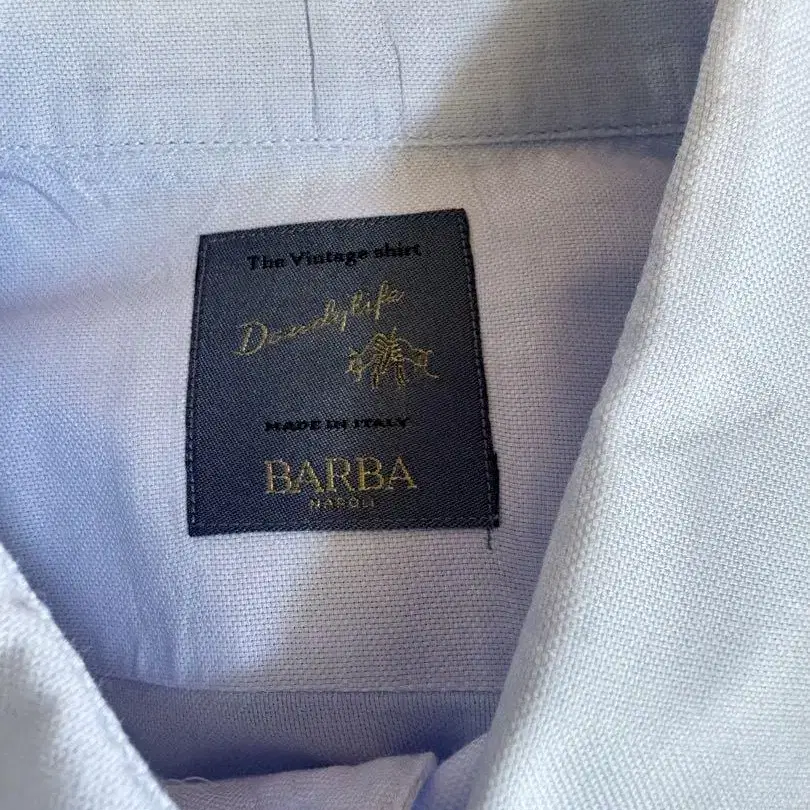 The Vintage shirt
Dandylife
MADE IN ITALY
BARBA
NAPOLI